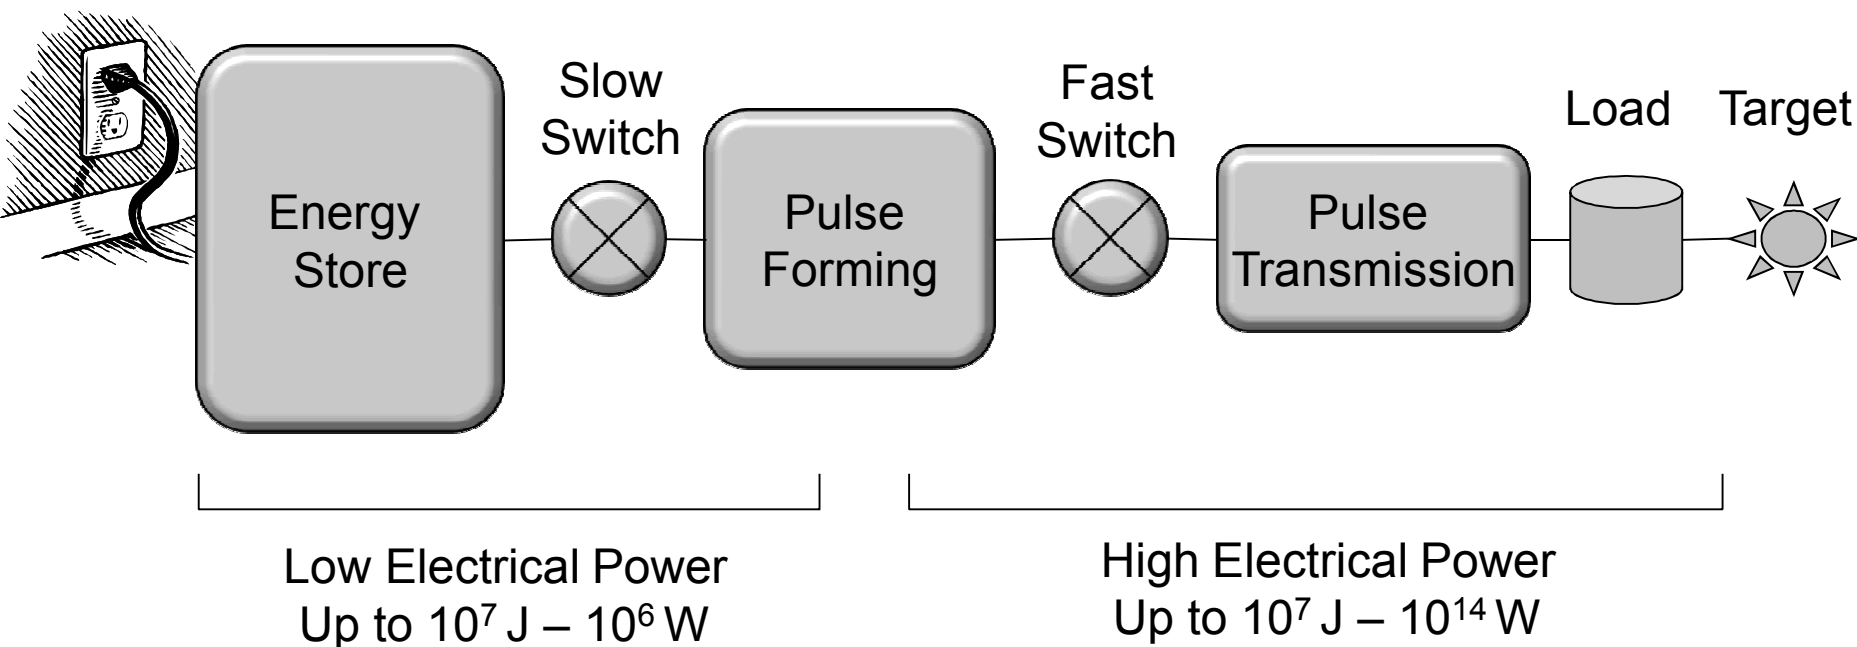 Energy
Store
Slow
Switch
Pulse
Forming
Fast
Switch
Pulse
Transmission
Load
Target
Low Electrical Power
Up to 10⁷ J – 10⁶ W
High Electrical Power
Up to 10⁷ J – 10¹⁴ W